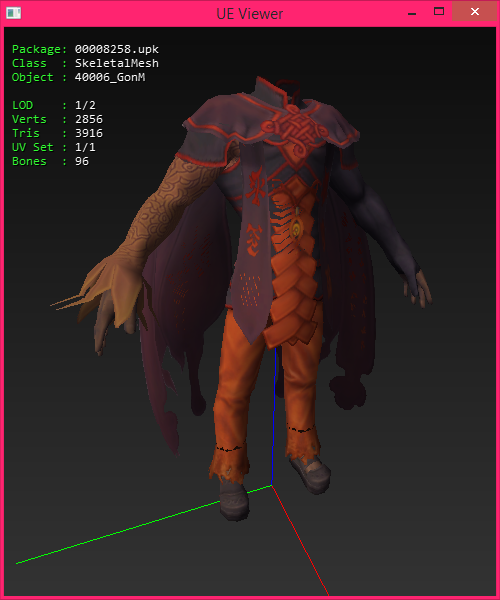 UE Viewer
Package: 00008258.upk
Class : SkeletalMesh
Object : 40006_GonM
LOD : 1/2
Verts : 2856
Tris : 3916
UV Set : 1/1
Bones : 96